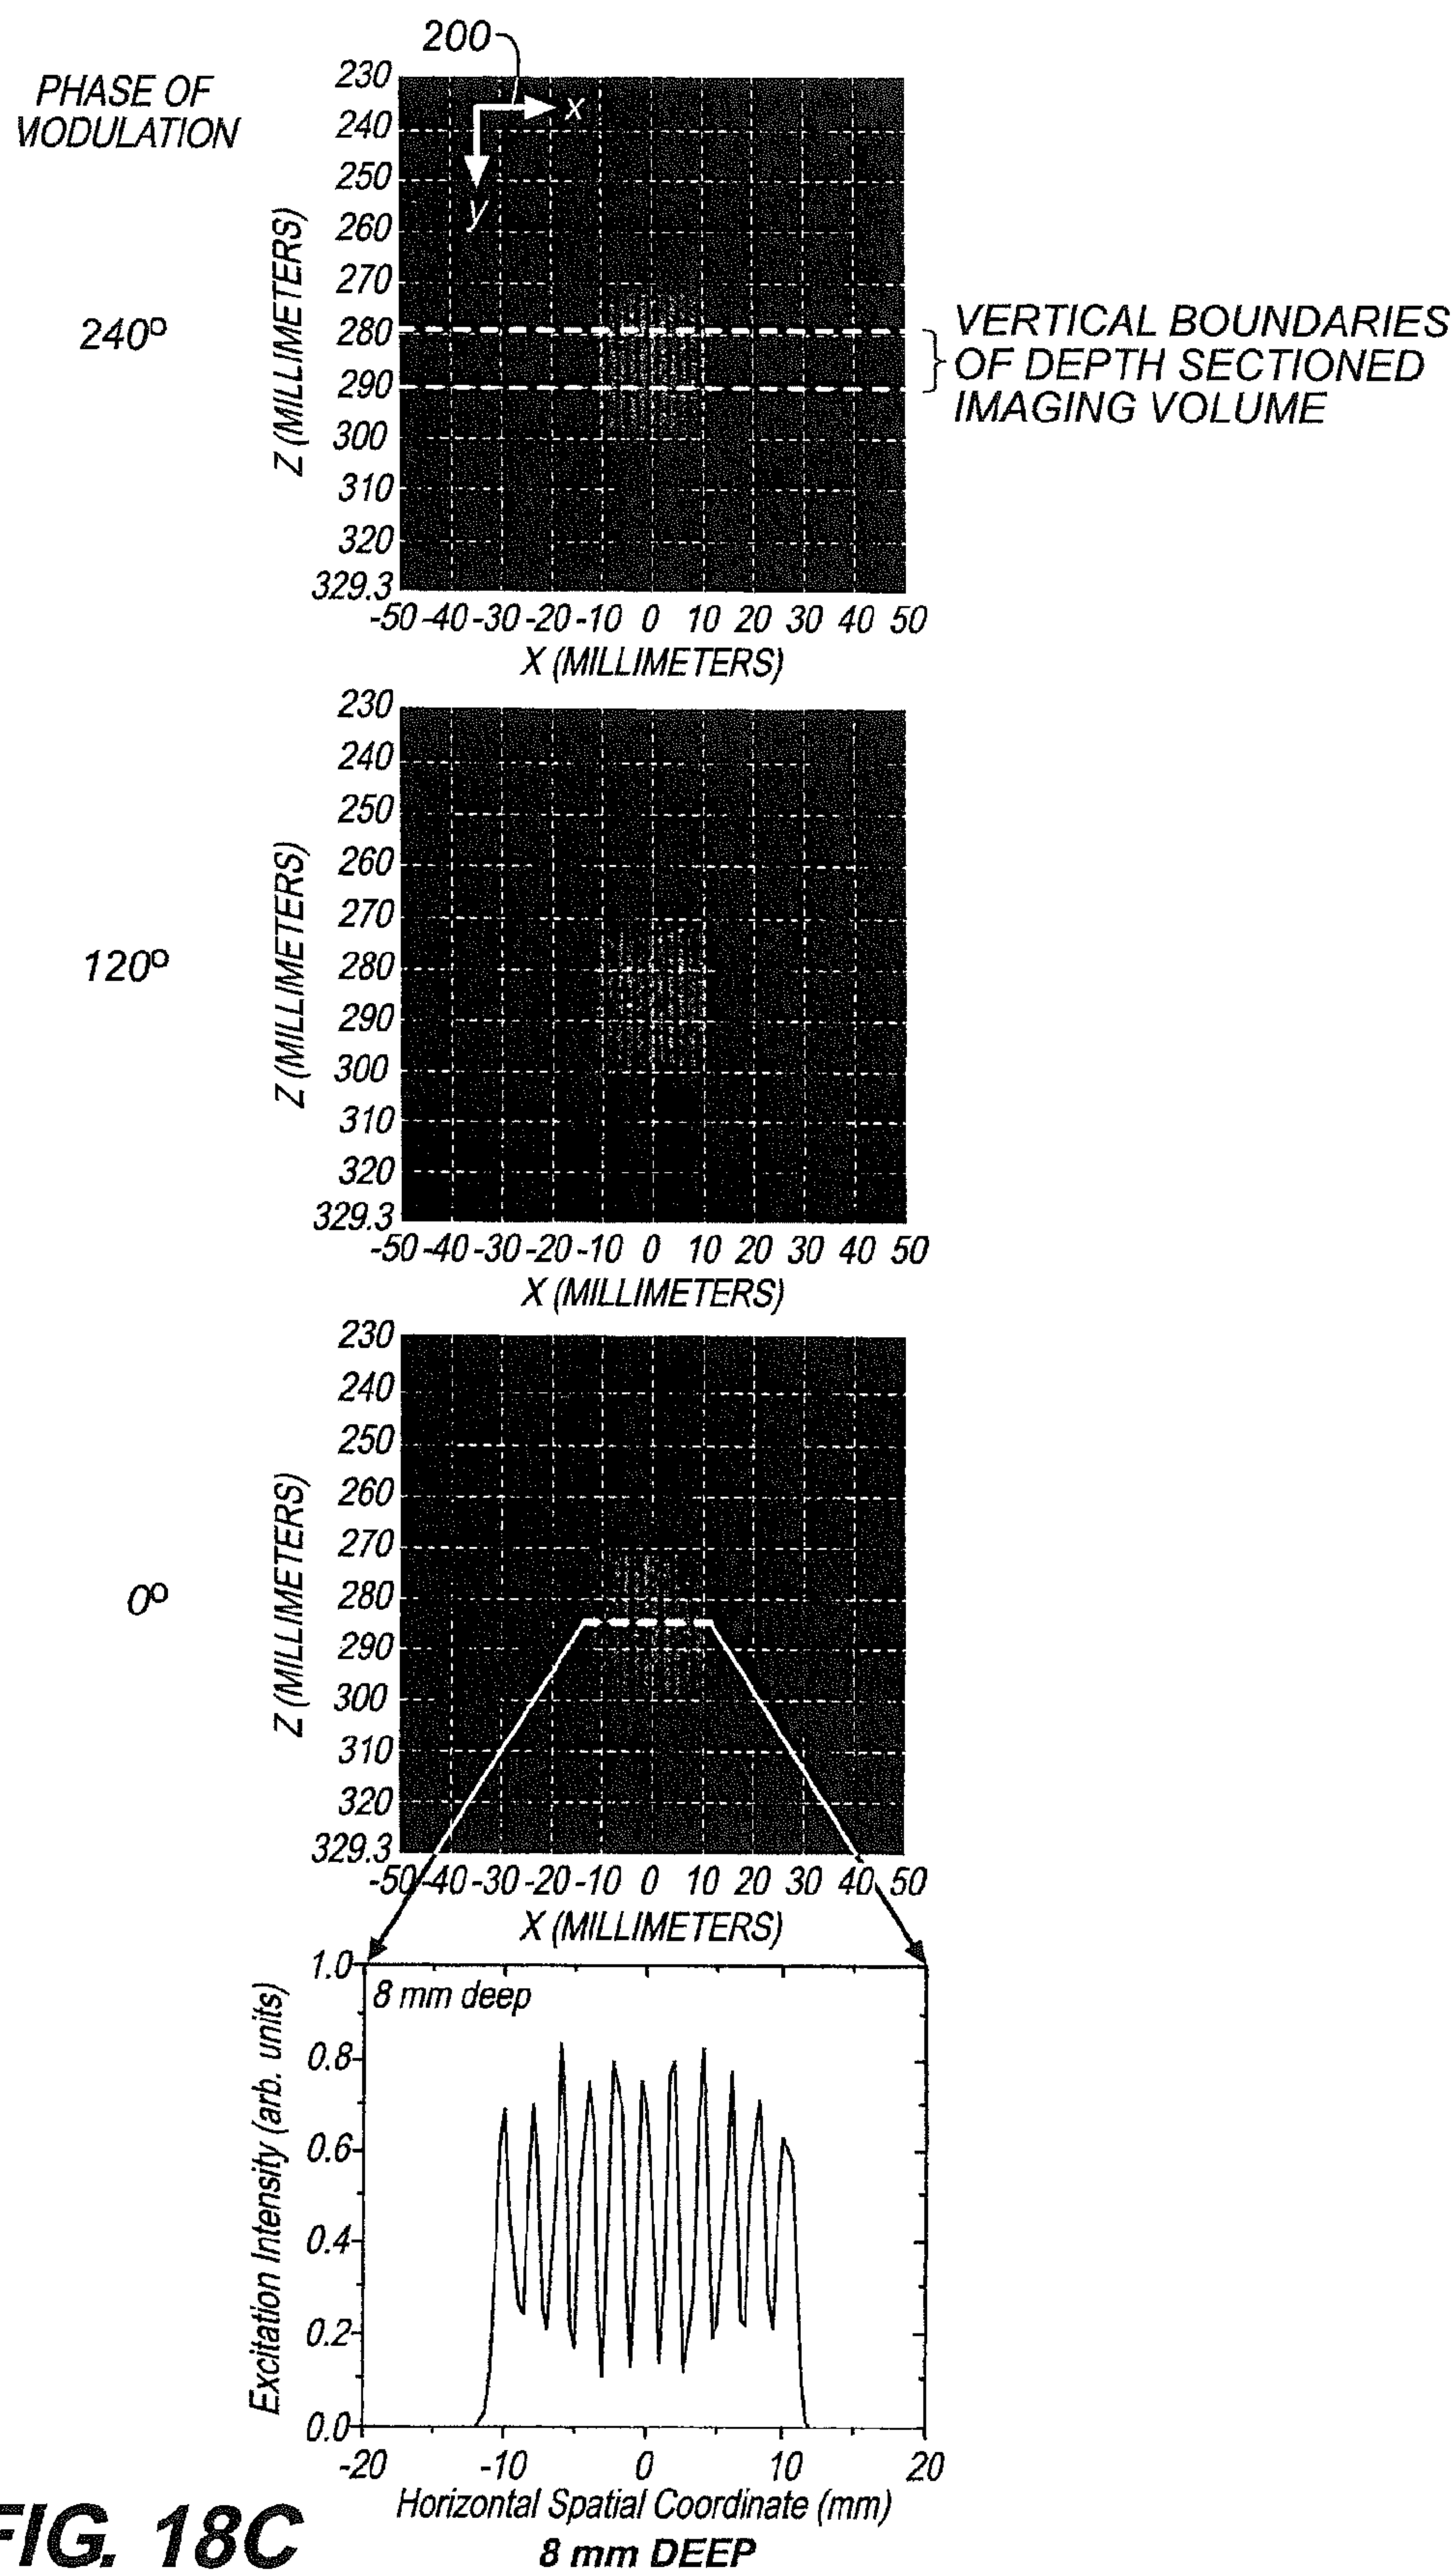 200
PHASE OF
MODULATION
230
240
250
260
270
280
290
300
310
320
329.3
x
y
Z (MILLIMETERS)
240º
VERTICAL BOUNDARIES
OF DEPTH SECTIONED
IMAGING VOLUME
-50 -40 -30 -20 -10 0 10 20 30 40 50
X (MILLIMETERS)
230
240
250
260
270
280
290
300
310
320
329.3
Z (MILLIMETERS)
120º
-50 -40 -30 -20 -10 0 10 20 30 40 50
X (MILLIMETERS)
230
240
250
260
270
280
290
300
310
320
329.3
Z (MILLIMETERS)
0º
-50 -40 -30 -20 -10 0 10 20 30 40 50
X (MILLIMETERS)
1.0
0.8
0.6
0.4
0.2
0.0
8 mm deep
Excitation Intensity (arb. units)
-20 -10 0 10 20
Horizontal Spatial Coordinate (mm)
8 mm DEEP
FIG. 18C